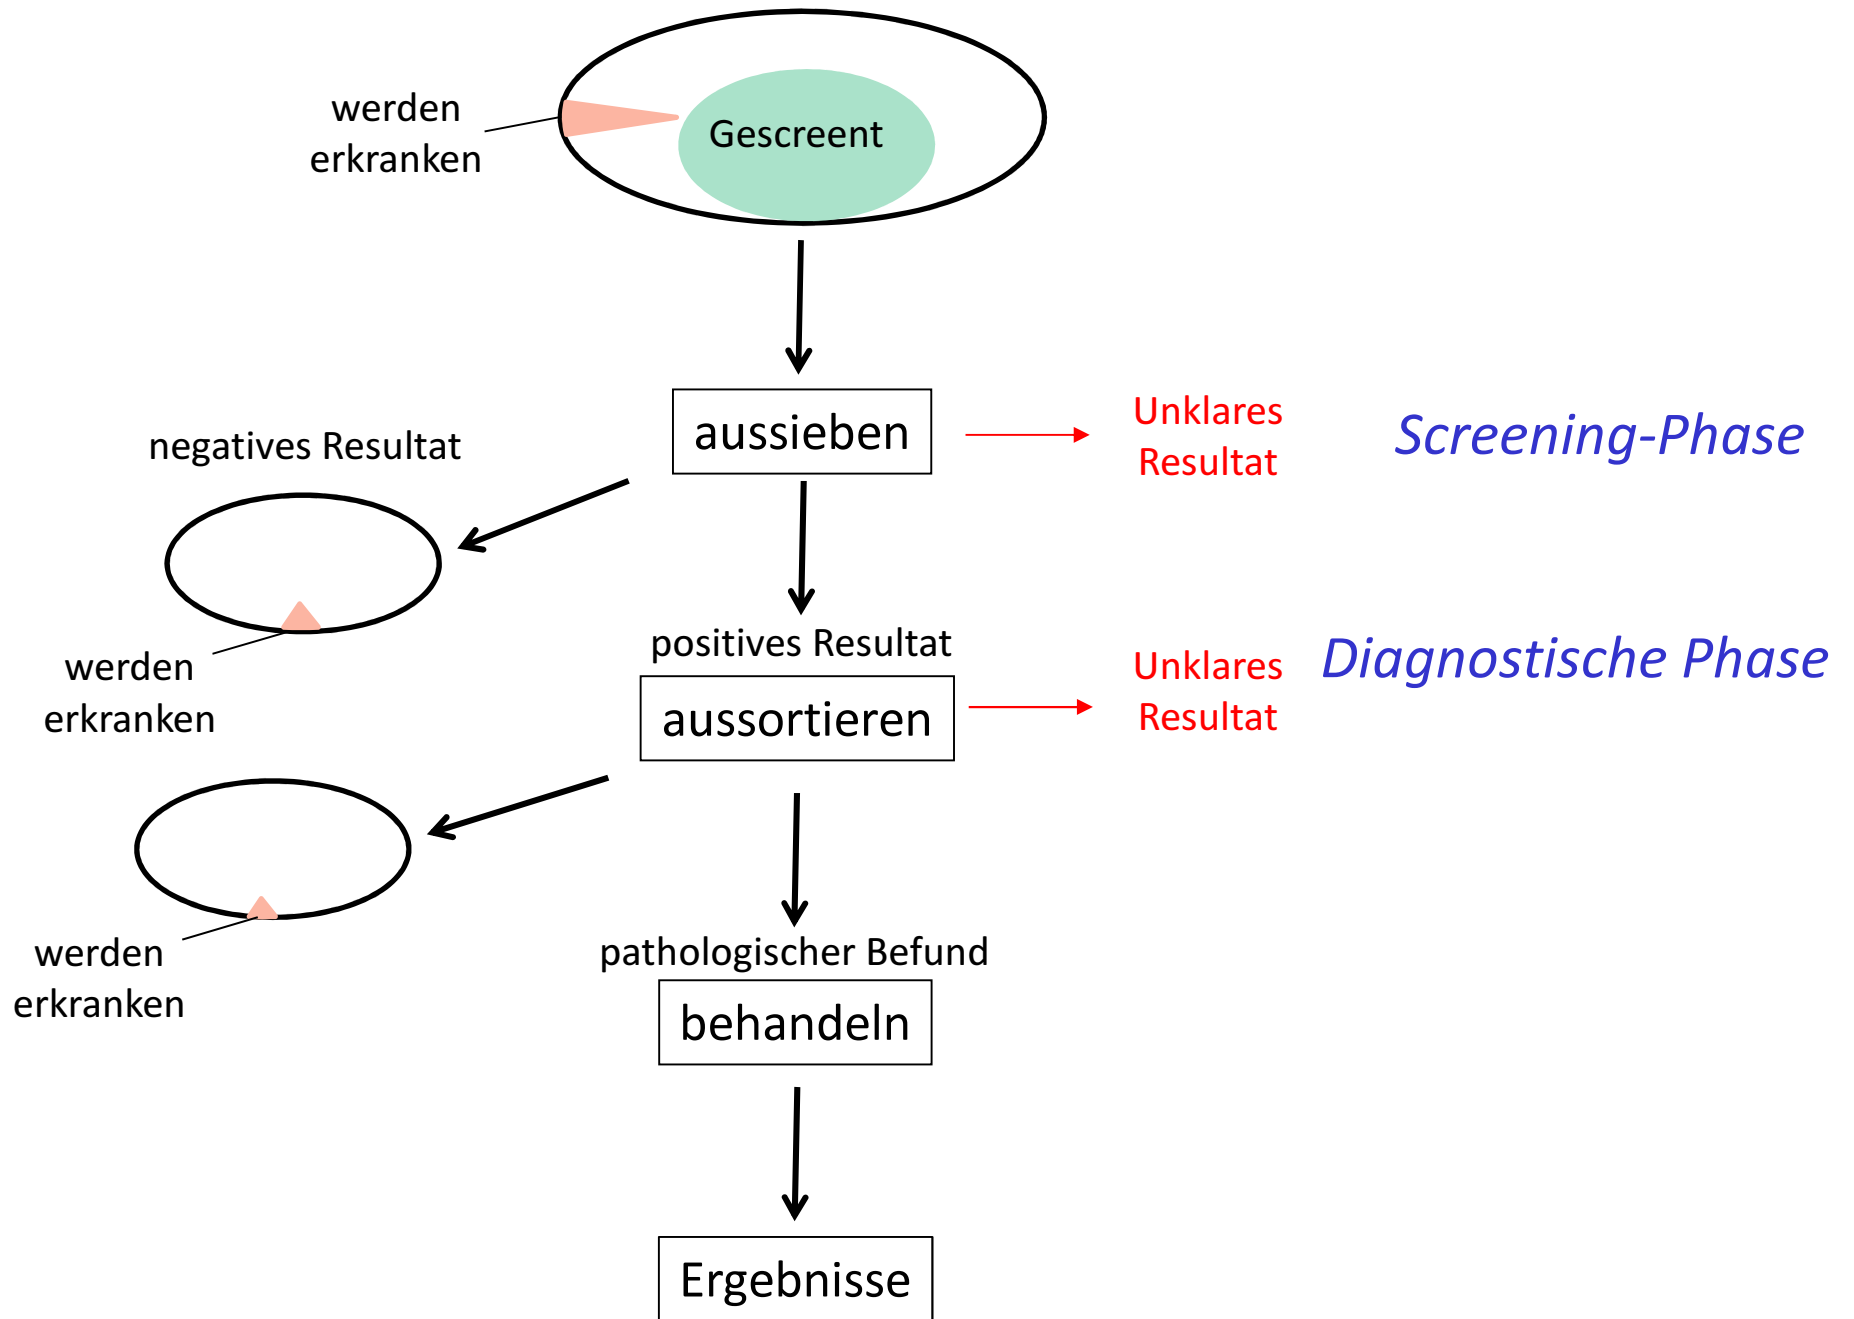 werden
erkranken
Gescreent
aussieben
Unklares
Resultat
Screening-Phase
negatives Resultat
werden
erkranken
positives Resultat
aussortieren
Unklares
Resultat
Diagnostische Phase
werden
erkranken
pathologischer Befund
behandeln
Ergebnisse